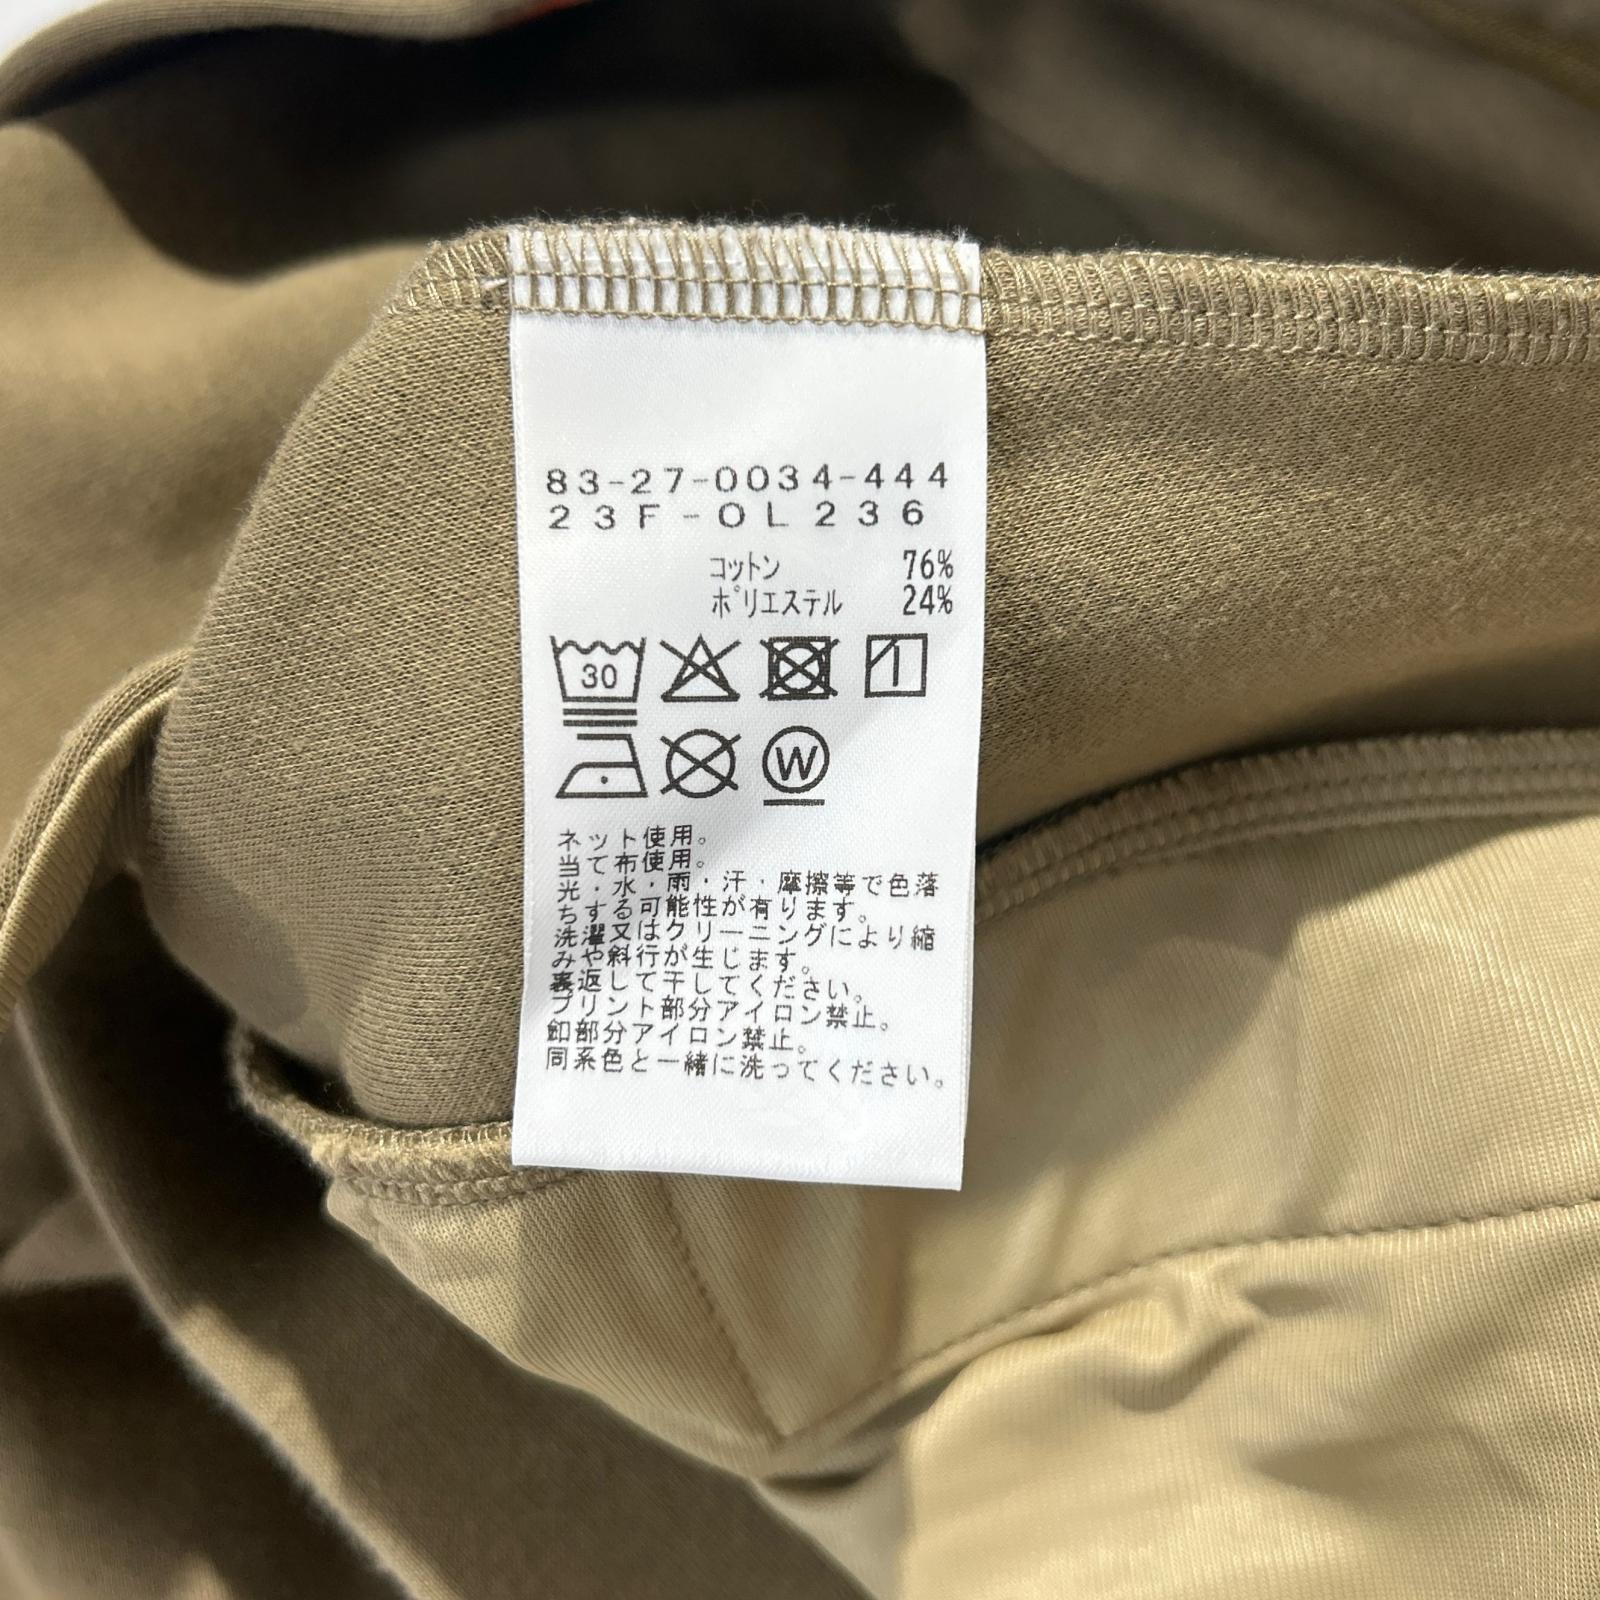 83-27-0034-444
23F-OL236
コットン 76%
ポリエステル 24%
30
W
ネット使用。
当て布使用。
光・水・雨・汗・摩擦等で色落
ちする可能性が有ります。
洗濯又はクリーニングにより縮
みや斜行が生じます。
裏返して干してください。
プリント部分アイロン禁止。
釦部分アイロン禁止。
同系色と一緒に洗ってください。